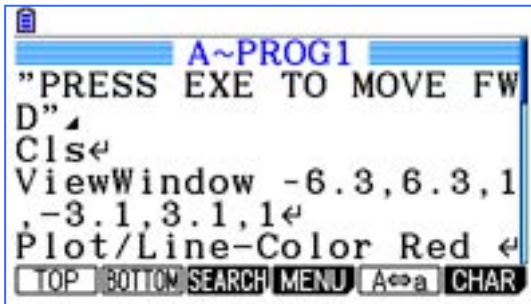 A~PROG1
"PRESS EXE TO MOVE FW
D"◢
Cls↵
ViewWindow -6.3,6.3,1
,-3.1,3.1,1↵
Plot/Line-Color Red ↵
TOP BOTTOM SEARCH MENU A⇔a CHAR